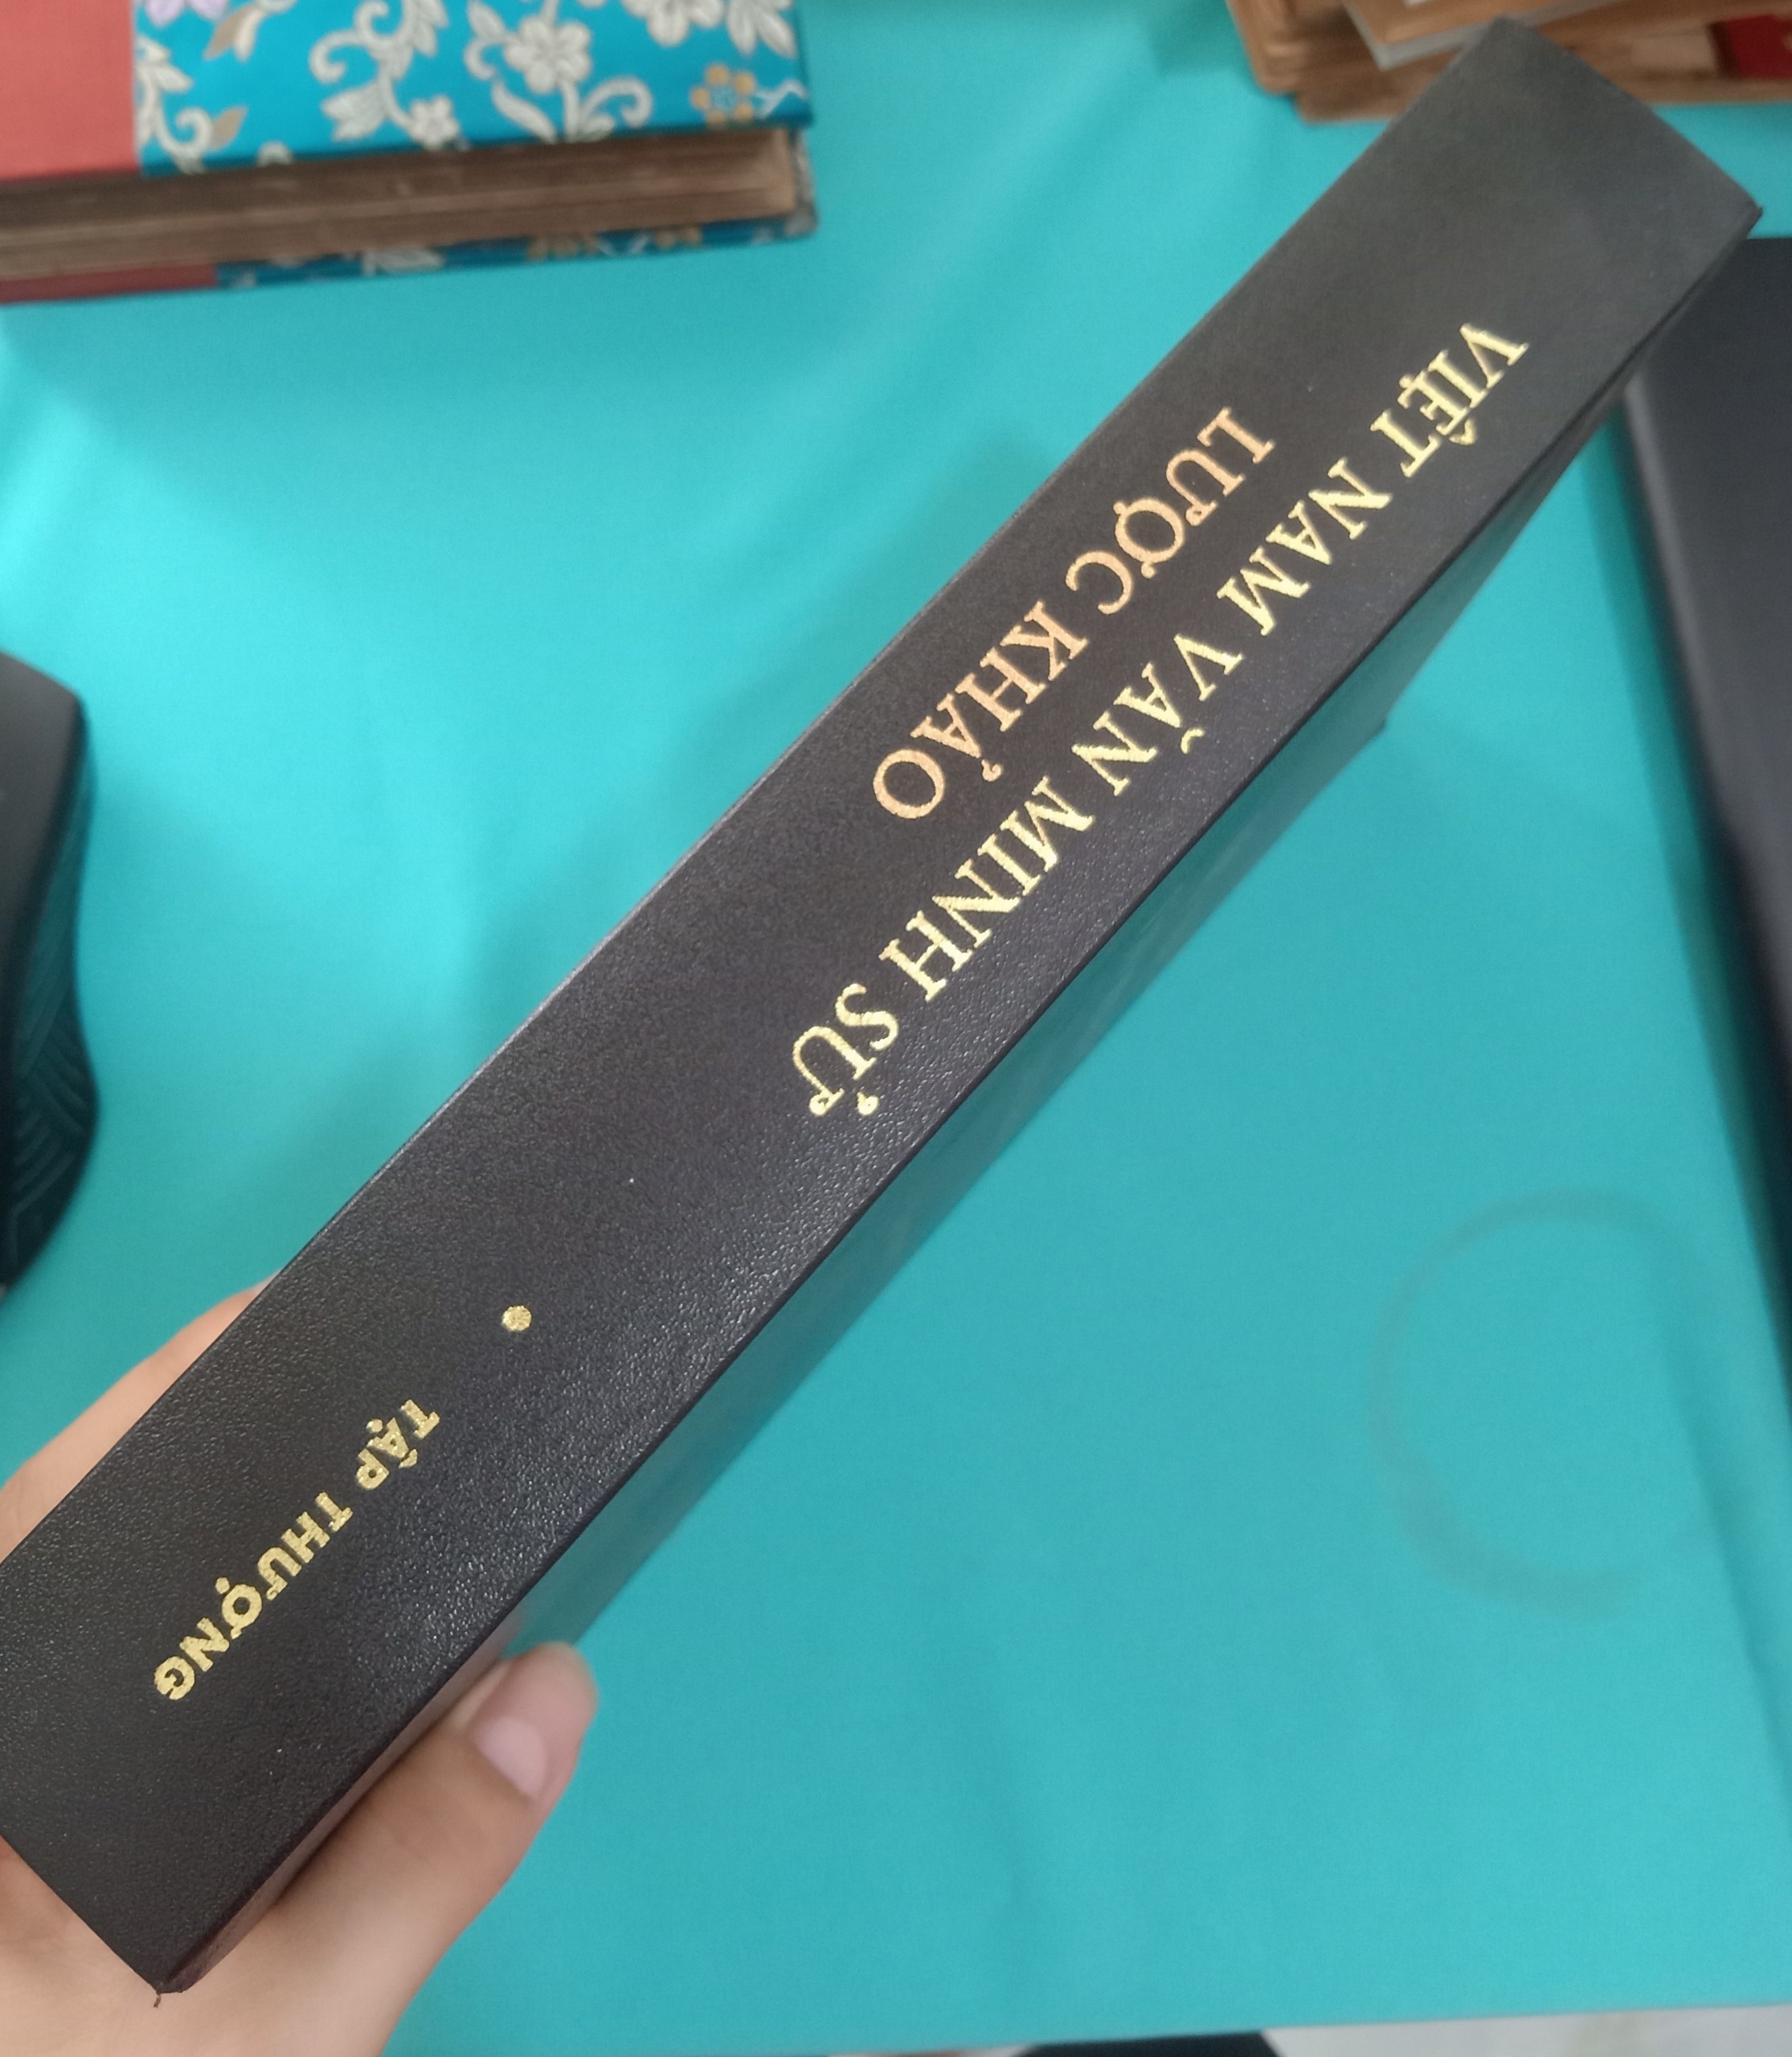 VIỆT NAM VĂN MINH SỬ
LƯỢC KHẢO
TẬP THƯỢNG